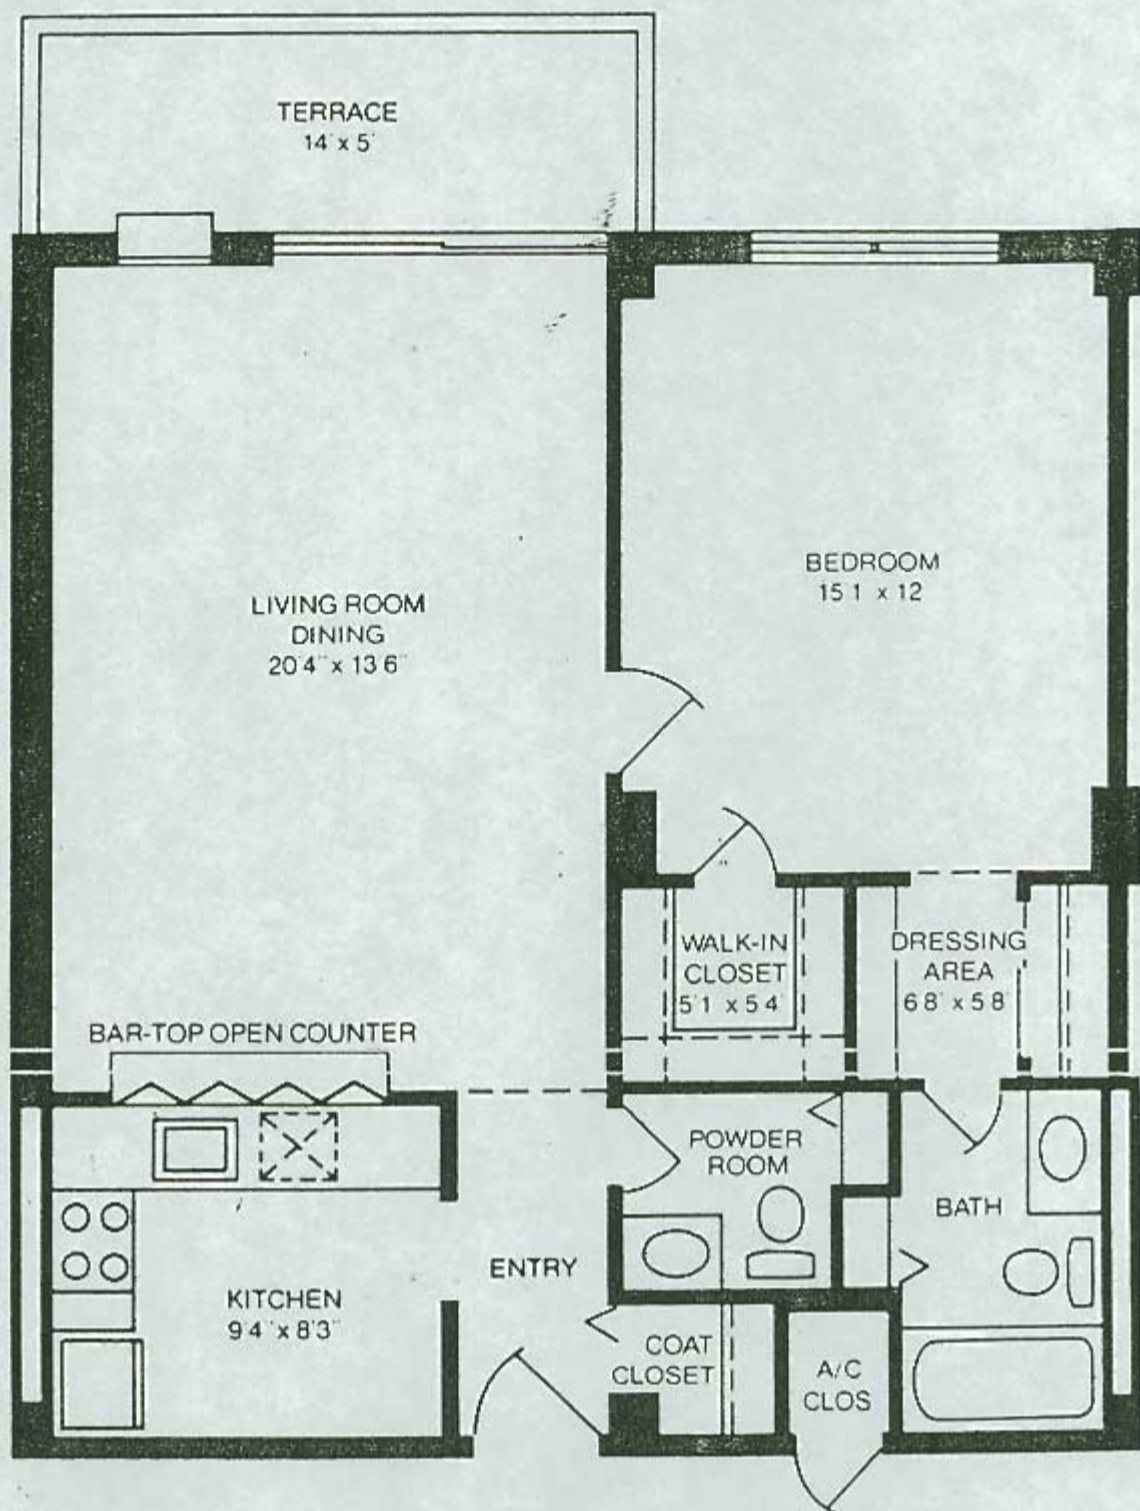 TERRACE
14' x 5'
BEDROOM
15 1 x 12
LIVING ROOM
DINING
20'4" x 13 6"
WALK-IN
CLOSET
5'1 x 5 4'
DRESSING
AREA
6 8' x 5 8'
BAR-TOP OPEN COUNTER
POWDER
ROOM
BATH
ENTRY
KITCHEN
9'4" x 8'3"
COAT
CLOSET
A/C
CLOS